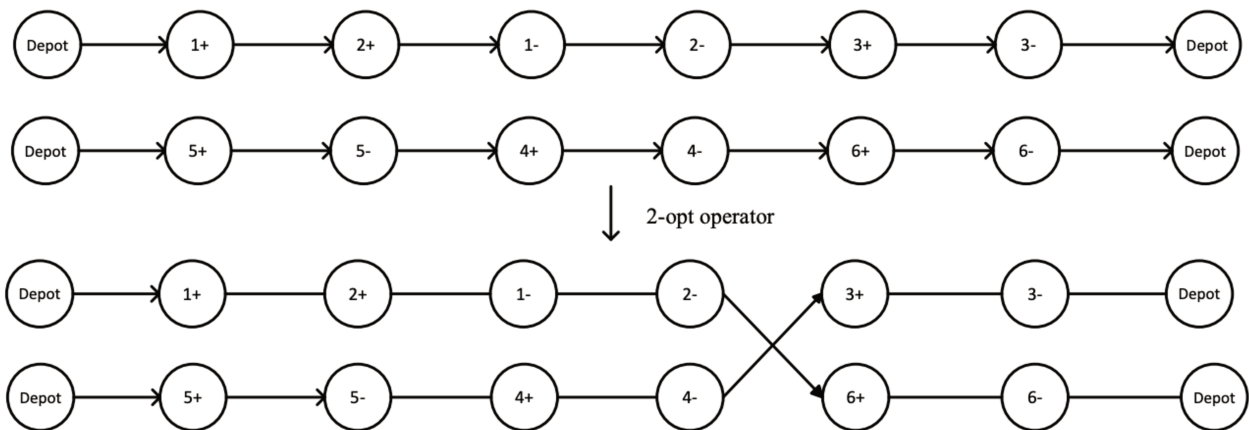 Depot 1+ 2+ 1- 2- 3+ 3- Depot
Depot 5+ 5- 4+ 4- 6+ 6- Depot
2-opt operator
Depot 1+ 2+ 1- 2- 3+ 3- Depot
Depot 5+ 5- 4+ 4- 6+ 6- Depot